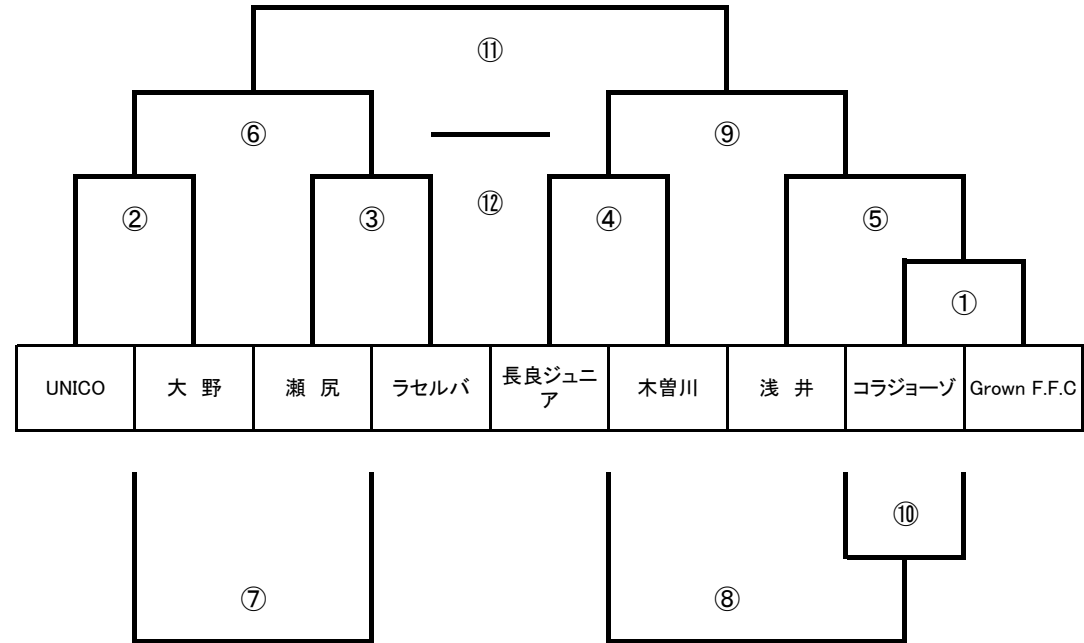 ⑪
⑥
⑨
②
③
⑫
④
⑤
①
UNICO
大 野
瀬 尻
ラセルバ
長良ジュニ
ア
木曽川
浅 井
コラジョーゾ
Grown F.F.C
⑩
⑦
⑧